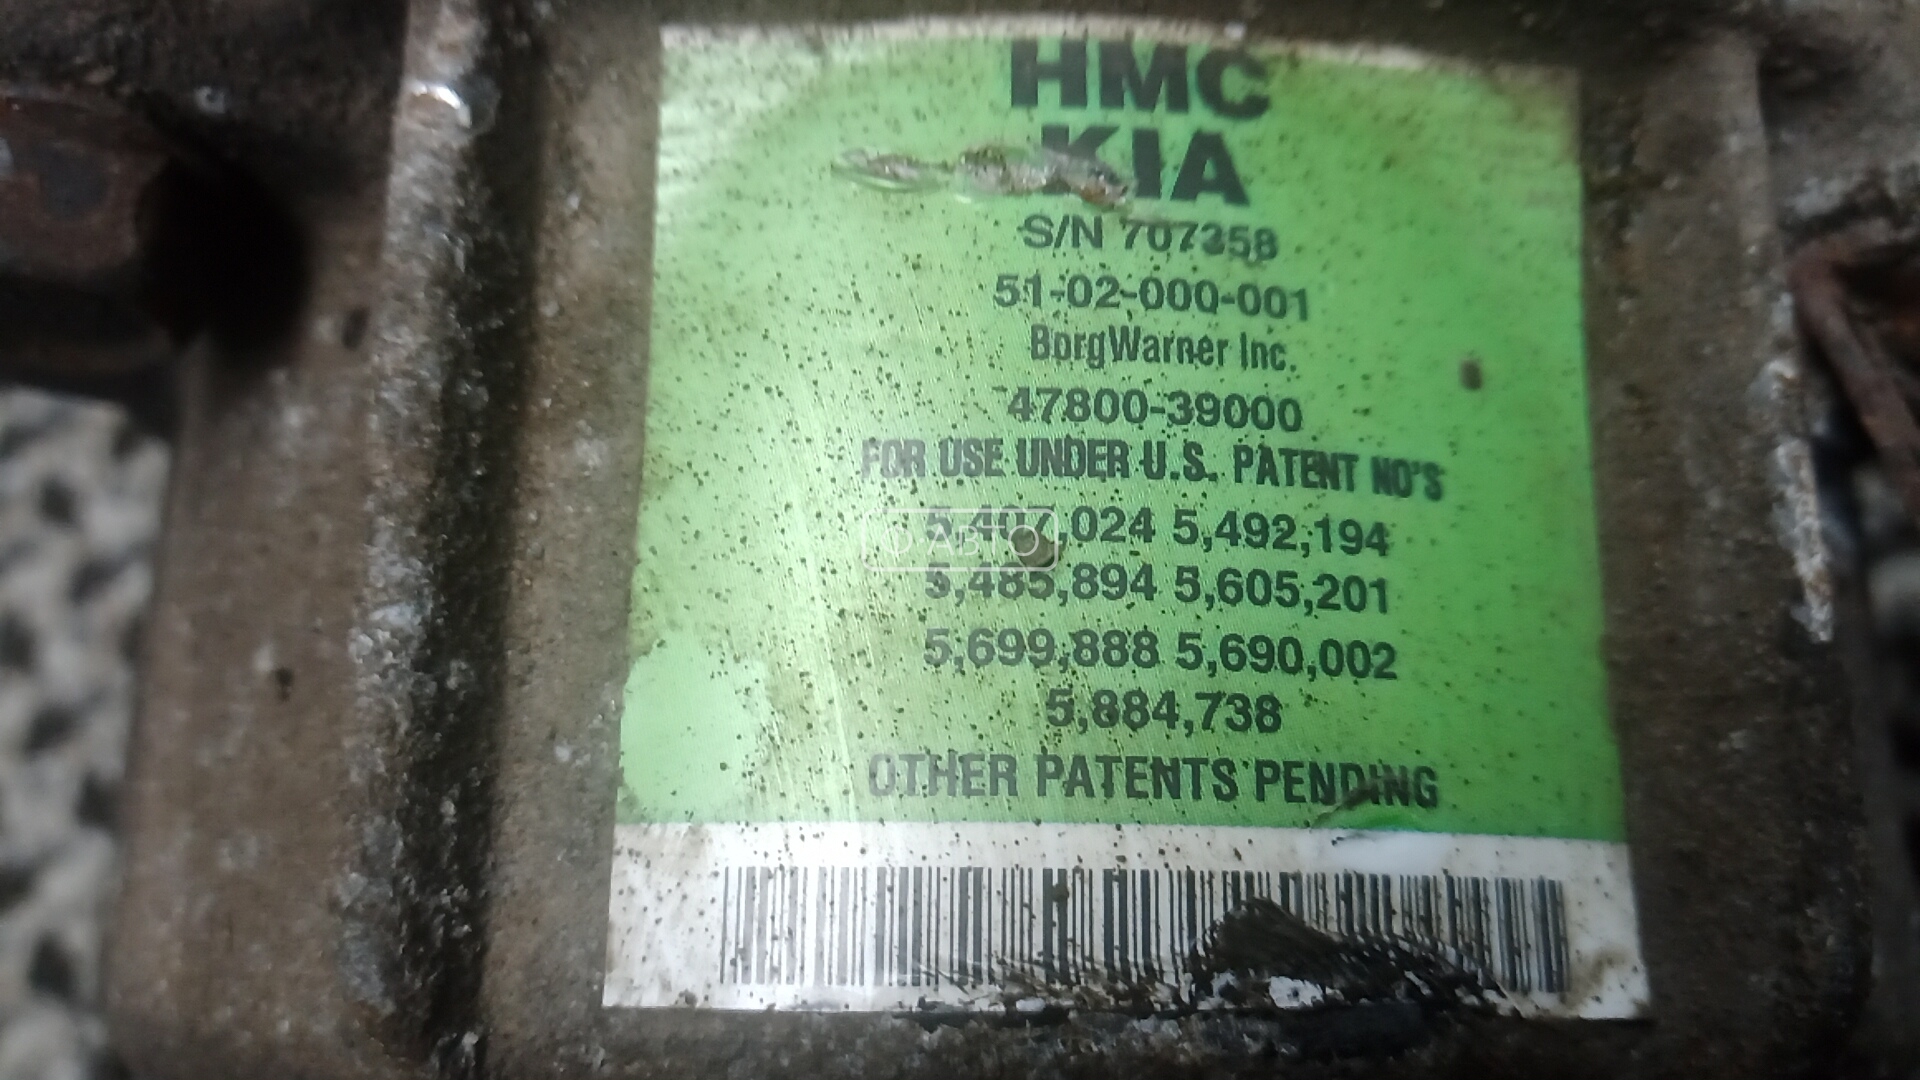 HMC
KIA
S/N 707358
51-02-000-001
BorgWarner Inc.
47800-39000
FOR USE UNDER U.S. PATENT NO'S
5,407,024 5,492,194
О АВТО
5,485,894 5,605,201
5,699,888 5,690,002
5,884,738
OTHER PATENTS PENDING